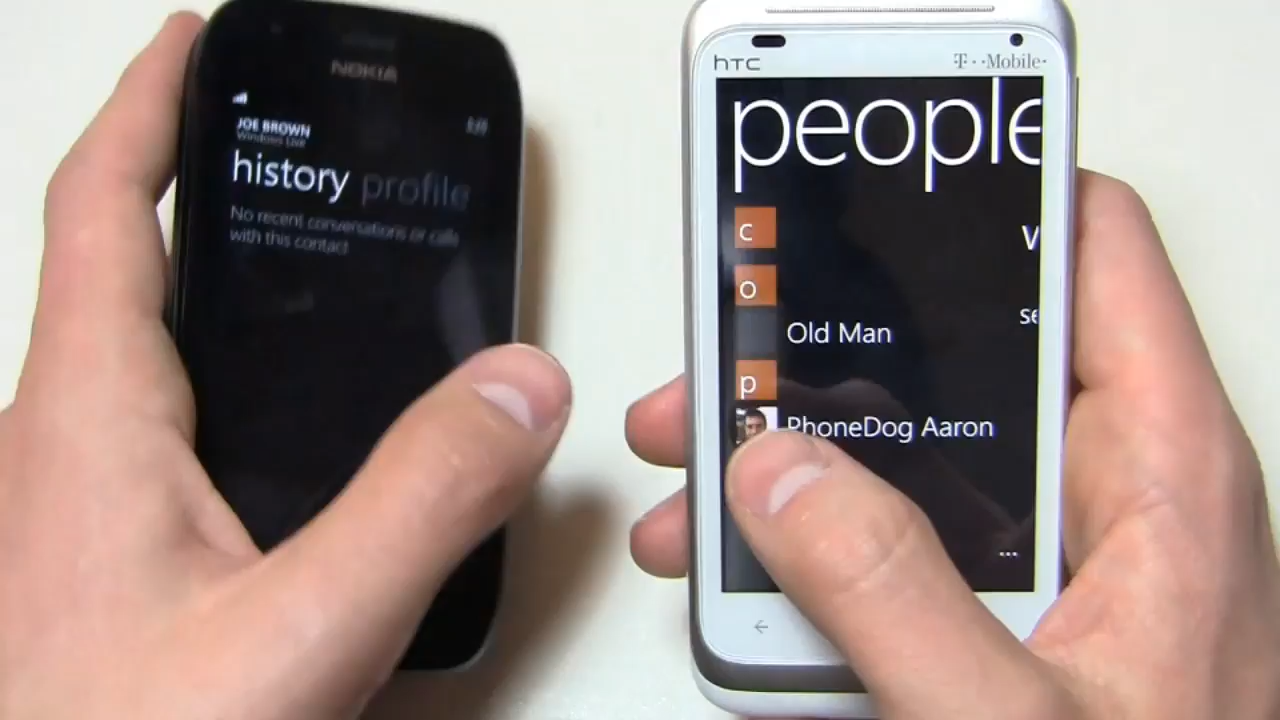 NOKIA
JOE BROWN
Windows Live
history profile
No recent conversations or calls
with this contact
hTC
T··Mobile·
people
c
o
Old Man
p
PhoneDog Aaron
...